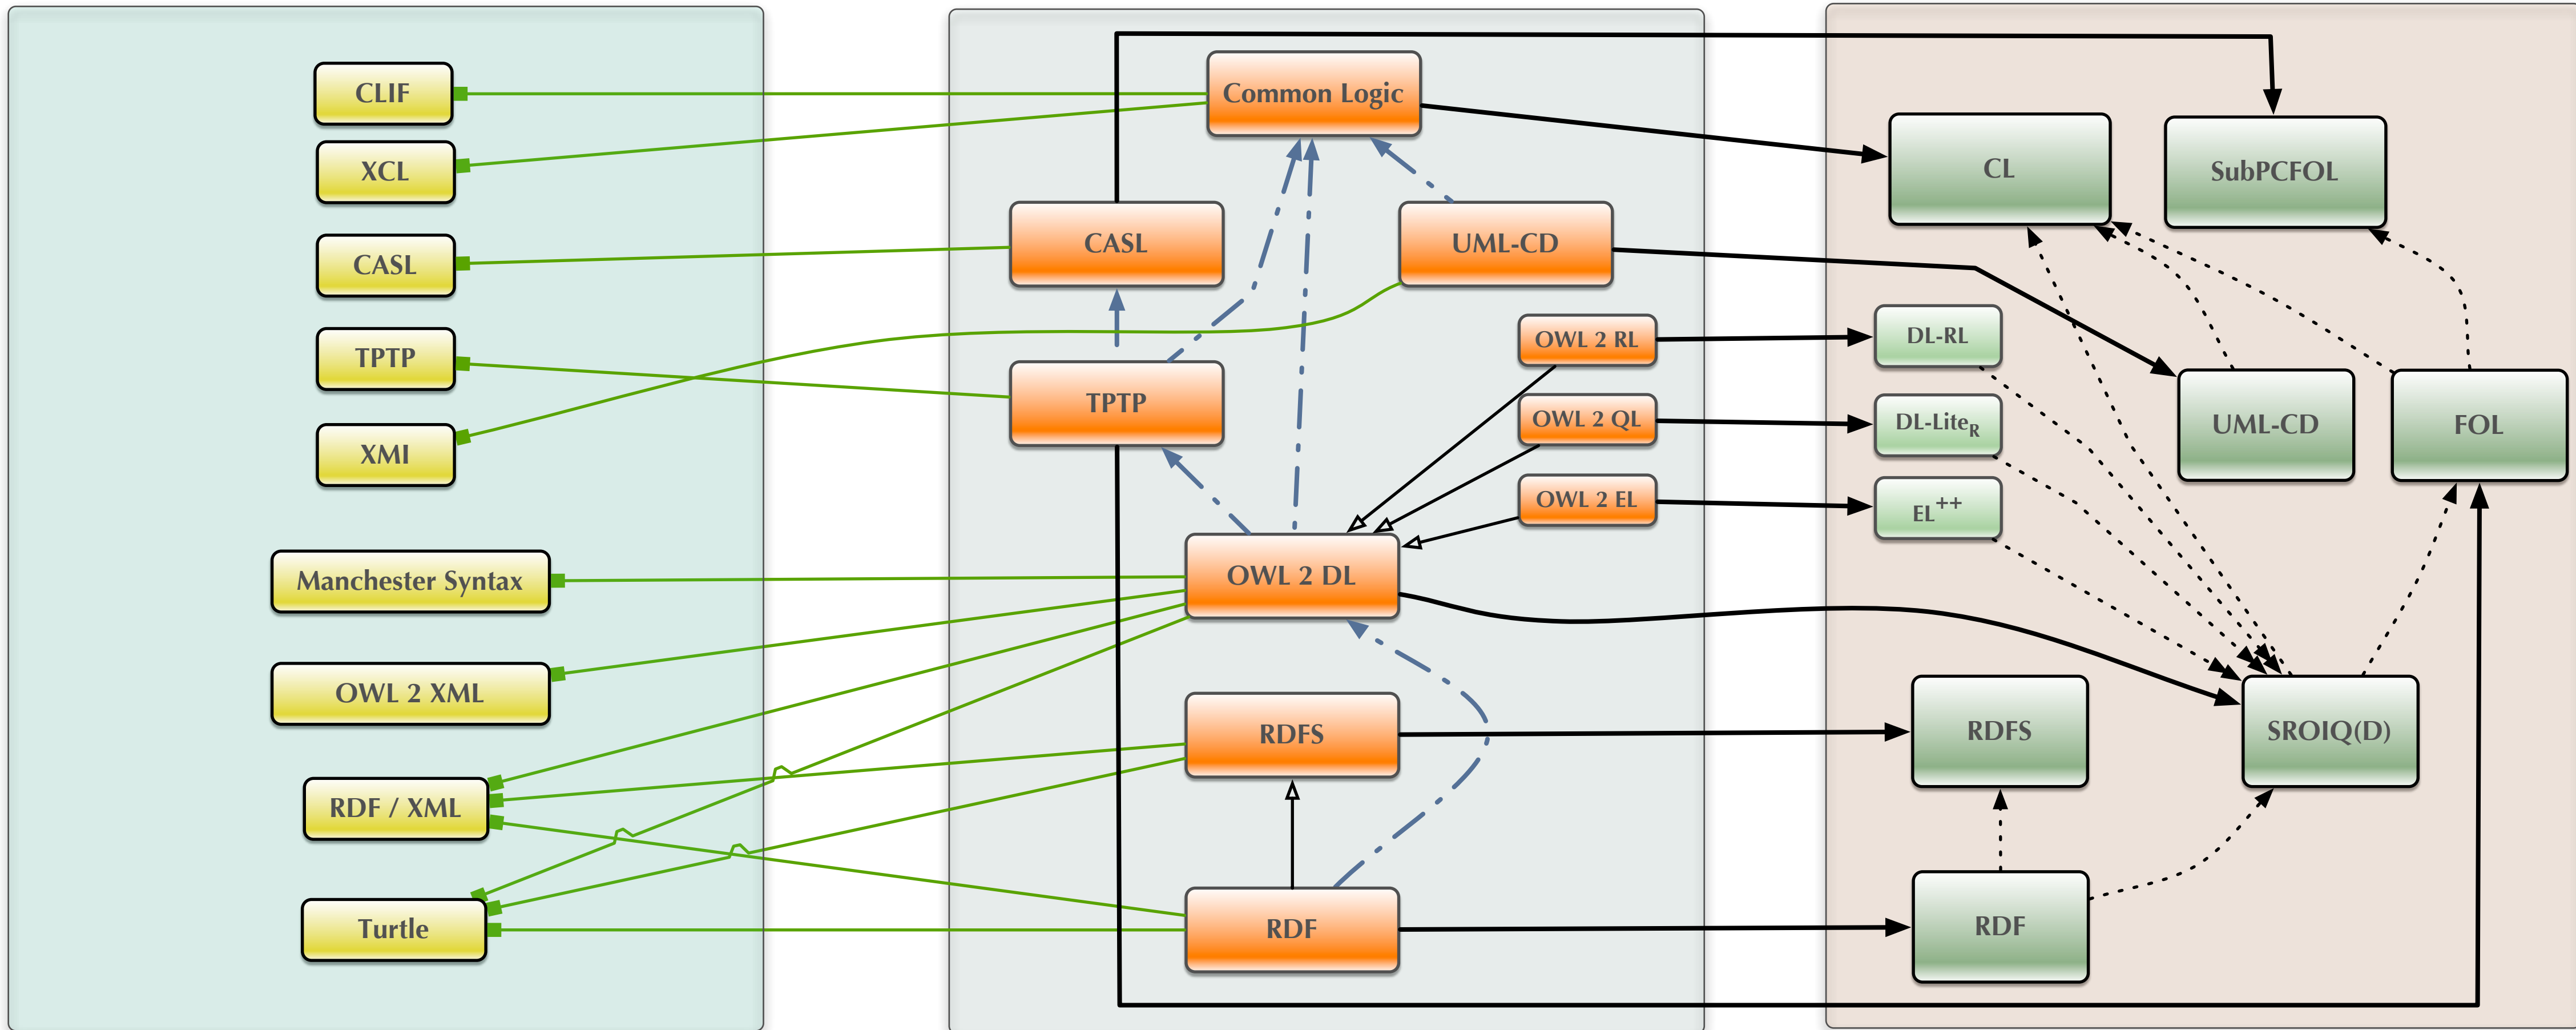 CLIF
XCL
CASL
TPTP
XMI
Manchester Syntax
OWL 2 XML
RDF / XML
Turtle
Common Logic
CASL
UML-CD
OWL 2 RL
TPTP
OWL 2 QL
OWL 2 EL
OWL 2 DL
RDFS
RDF
CL
SubPCFOL
DL-RL
DL-LiteR
UML-CD
FOL
EL++
RDFS
SROIQ(D)
RDF